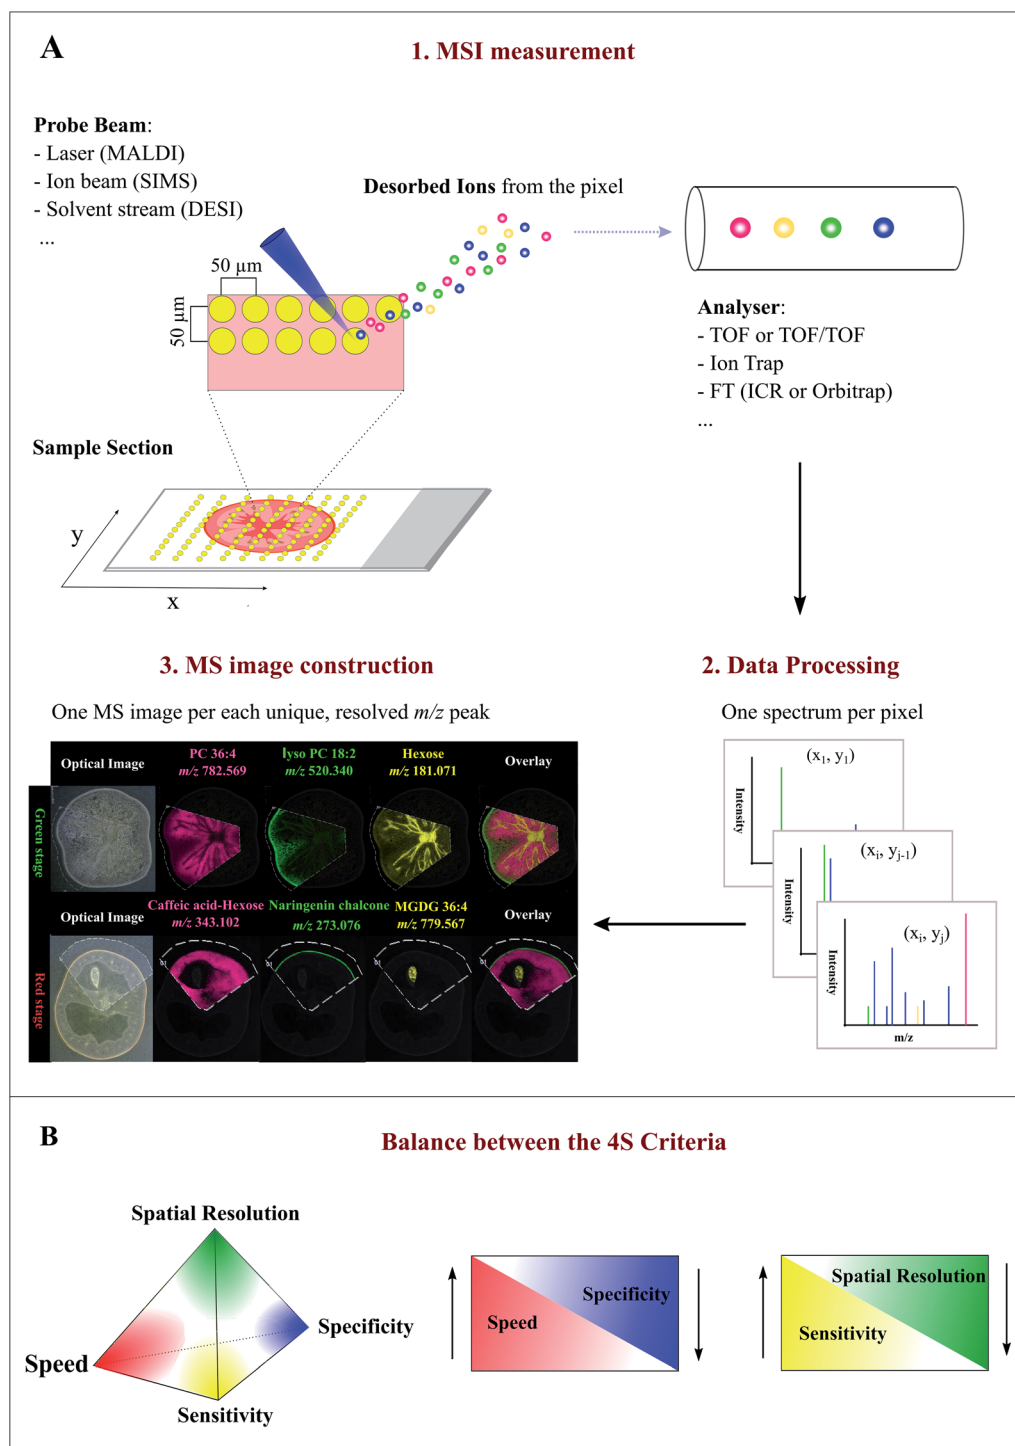 A
1. MSI measurement
Probe Beam:
- Laser (MALDI)
- Ion beam (SIMS)
- Solvent stream (DESI)
...
Desorbed Ions from the pixel
50 µm
50 µm
Analyser:
- TOF or TOF/TOF
- Ion Trap
- FT (ICR or Orbitrap)
...
Sample Section
y
x
3. MS image construction
One MS image per each unique, resolved m/z peak
Green stage
Optical Image
PC 36:4
m/z 782.569
lyso PC 18:2
m/z 520.340
Hexose
m/z 181.071
Overlay
Red stage
Optical Image
Caffeic acid-Hexose
m/z 343.102
Naringenin chalcone
m/z 273.076
MGDG 36:4
m/z 779.567
Overlay
2. Data Processing
One spectrum per pixel
(x1, y1)
Intensity
(xi, yj-1)
Intensity
(xi, yj)
Intensity
m/z
B
Balance between the 4S Criteria
Spatial Resolution
Specificity
Speed
Sensitivity
Specificity
Speed
Spatial Resolution
Sensitivity